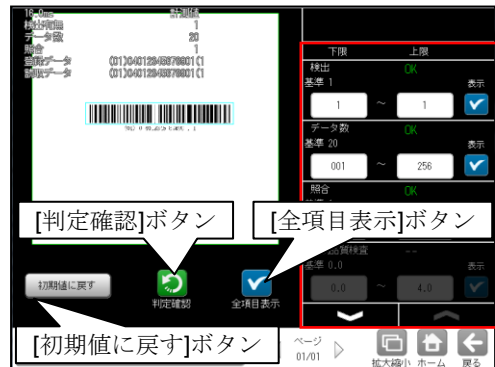 16.0ms 計測値
検出有無 1
データ数 20
照合 1
登録データ (01)04012345678901(1
読取データ (01)04012345678901(1
下限 上限
検出 OK
基準 1 表示
1 ~ 1
データ数 OK
基準 20 表示
001 ~ 256
照合 OK
[判定確認]ボタン
[全項目表示]ボタン
基準 0.0 表示
0.0 ~ 4.0
初期値に戻す
判定確認
全項目表示
[初期値に戻す]ボタン
ページ
01/01
拡大縮小 ホーム 戻る